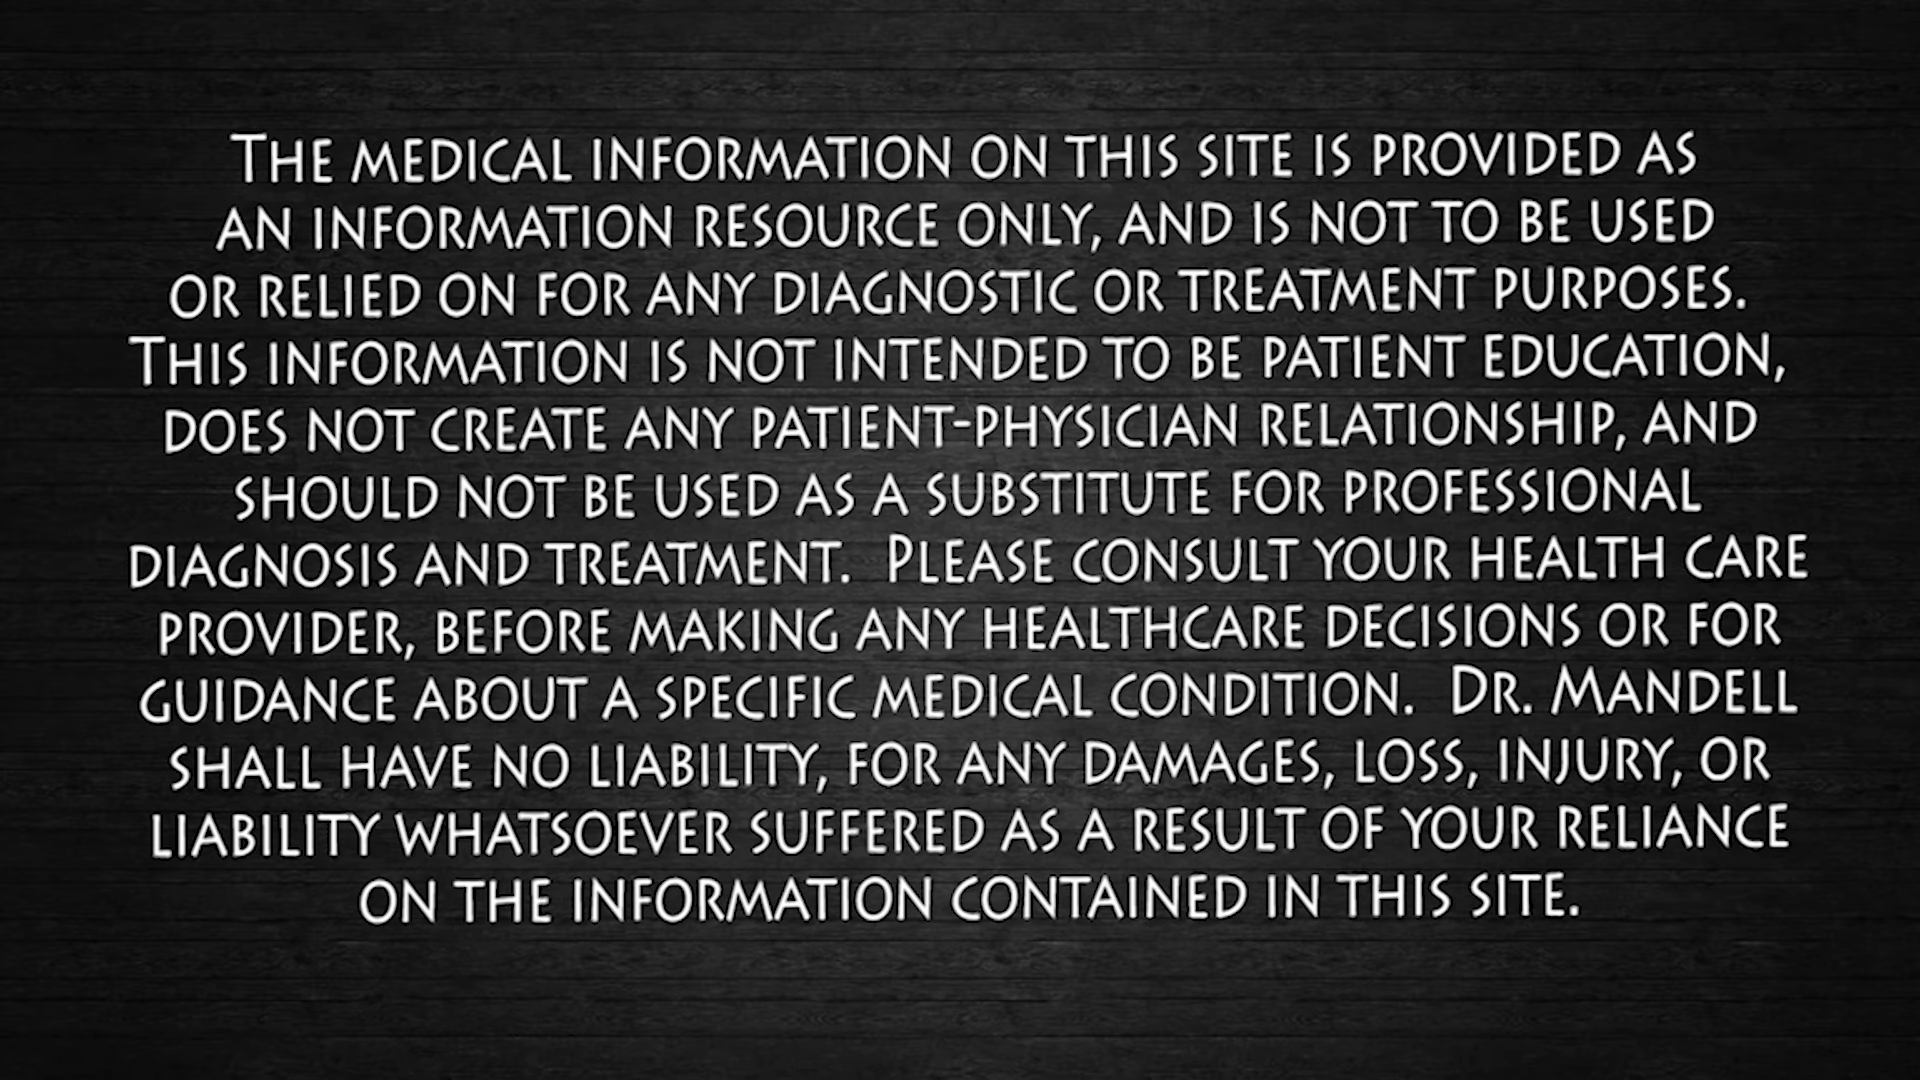 The medical information on this site is provided as
an information resource only, and is not to be used
or relied on for any diagnostic or treatment purposes.
This information is not intended to be patient education,
does not create any patient-physician relationship, and
should not be used as a substitute for professional
diagnosis and treatment.  Please consult your health care
provider, before making any healthcare decisions or for
guidance about a specific medical condition.  Dr. Mandell
shall have no liability, for any damages, loss, injury, or
liability whatsoever suffered as a result of your reliance
on the information contained in this site.